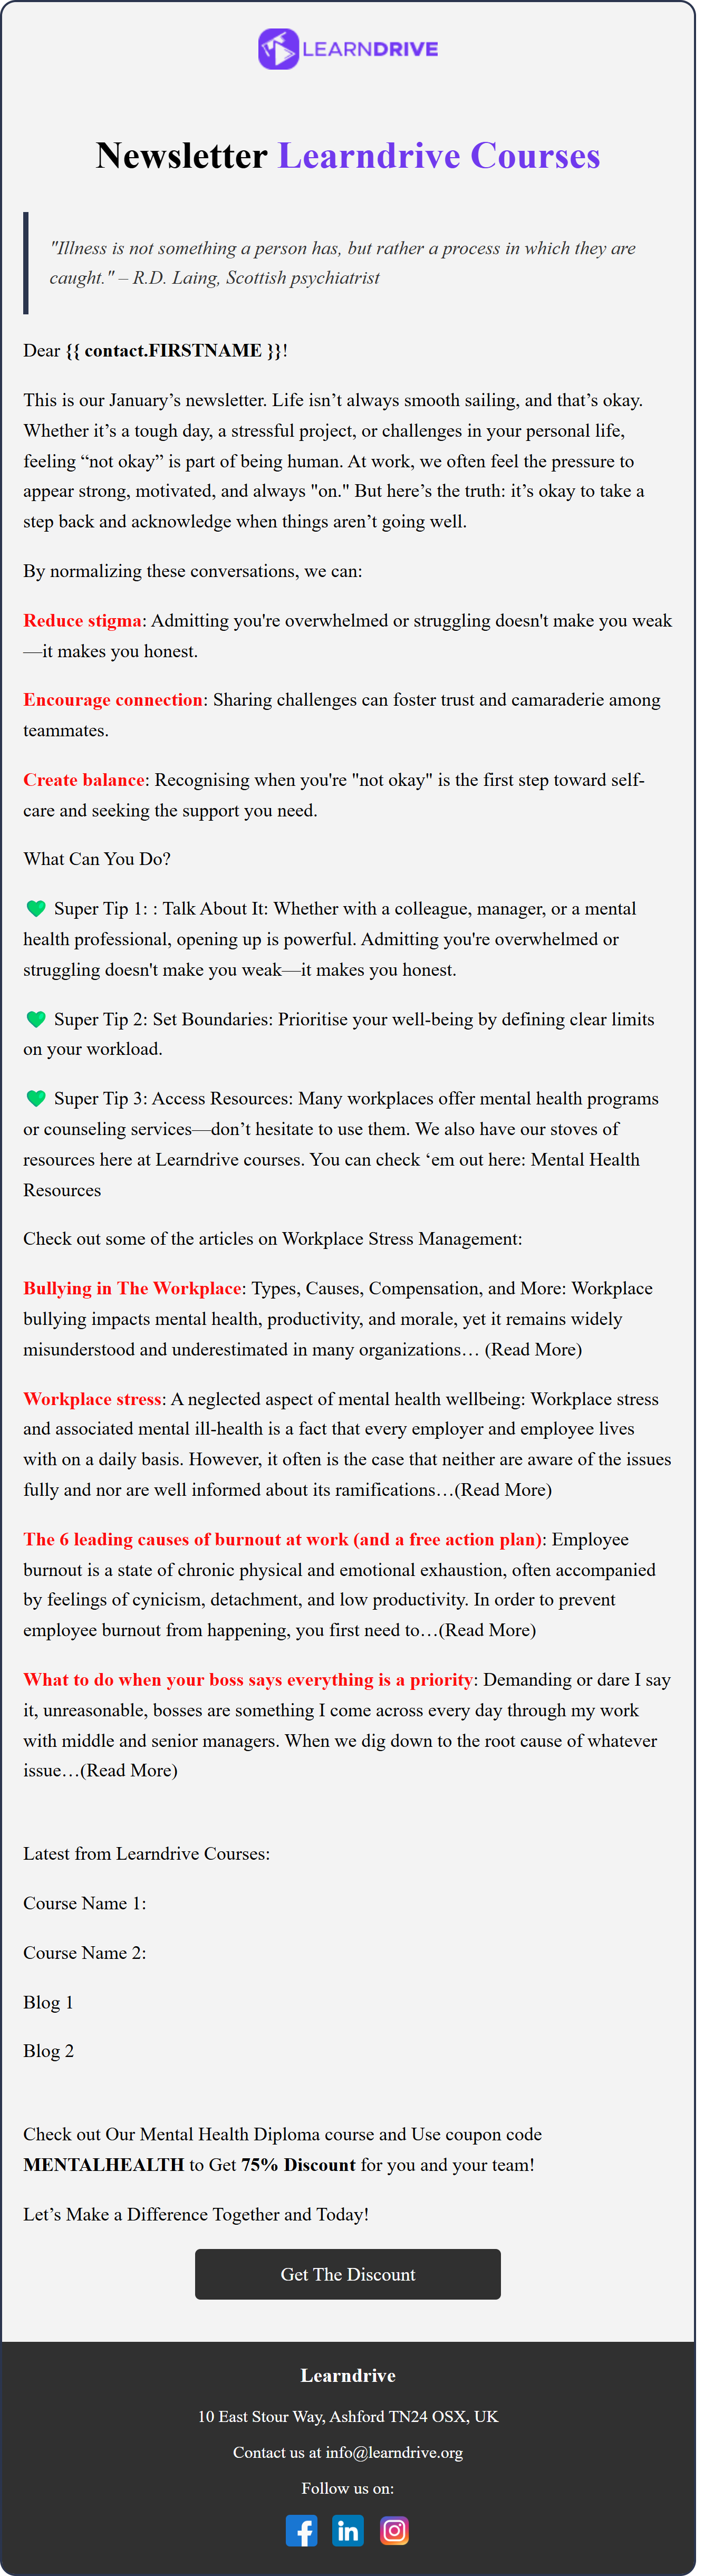 LEARNDRIVE
Newsletter Learndrive Courses
"Illness is not something a person has, but rather a process in which they are
caught." – R.D. Laing, Scottish psychiatrist
Dear {{ contact.FIRSTNAME }}!
This is our January’s newsletter. Life isn’t always smooth sailing, and that’s okay.
Whether it’s a tough day, a stressful project, or challenges in your personal life,
feeling “not okay” is part of being human. At work, we often feel the pressure to
appear strong, motivated, and always "on." But here’s the truth: it’s okay to take a
step back and acknowledge when things aren’t going well.
By normalizing these conversations, we can:
Reduce stigma: Admitting you're overwhelmed or struggling doesn't make you weak
—it makes you honest.
Encourage connection: Sharing challenges can foster trust and camaraderie among
teammates.
Create balance: Recognising when you're "not okay" is the first step toward self-
care and seeking the support you need.
What Can You Do?
💚 Super Tip 1: : Talk About It: Whether with a colleague, manager, or a mental
health professional, opening up is powerful. Admitting you're overwhelmed or
struggling doesn't make you weak—it makes you honest.
💚 Super Tip 2: Set Boundaries: Prioritise your well-being by defining clear limits
on your workload.
💚 Super Tip 3: Access Resources: Many workplaces offer mental health programs
or counseling services—don’t hesitate to use them. We also have our stoves of
resources here at Learndrive courses. You can check ‘em out here: Mental Health
Resources
Check out some of the articles on Workplace Stress Management:
Bullying in The Workplace: Types, Causes, Compensation, and More: Workplace
bullying impacts mental health, productivity, and morale, yet it remains widely
misunderstood and underestimated in many organizations… (Read More)
Workplace stress: A neglected aspect of mental health wellbeing: Workplace stress
and associated mental ill-health is a fact that every employer and employee lives
with on a daily basis. However, it often is the case that neither are aware of the issues
fully and nor are well informed about its ramifications…(Read More)
The 6 leading causes of burnout at work (and a free action plan): Employee
burnout is a state of chronic physical and emotional exhaustion, often accompanied
by feelings of cynicism, detachment, and low productivity. In order to prevent
employee burnout from happening, you first need to…(Read More)
What to do when your boss says everything is a priority: Demanding or dare I say
it, unreasonable, bosses are something I come across every day through my work
with middle and senior managers. When we dig down to the root cause of whatever
issue…(Read More)
Latest from Learndrive Courses:
Course Name 1:
Course Name 2:
Blog 1
Blog 2
Check out Our Mental Health Diploma course and Use coupon code
MENTALHEALTH to Get 75% Discount for you and your team!
Let’s Make a Difference Together and Today!
Get The Discount
Learndrive
10 East Stour Way, Ashford TN24 OSX, UK
Contact us at info@learndrive.org
Follow us on: